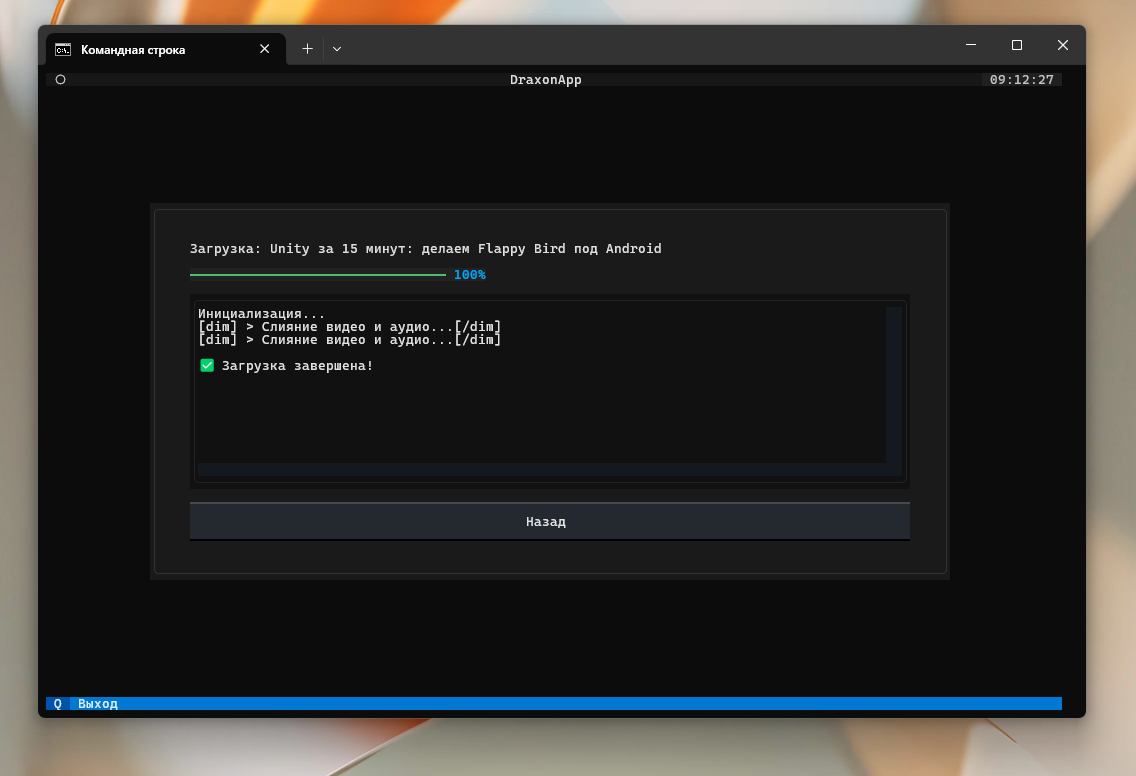 Командная строка
DraxonApp 09:12:27
Загрузка: Unity за 15 минут: делаем Flappy Bird под Android
100%
Инициализация...
[dim] > Слияние видео и аудио...[/dim]
[dim] > Слияние видео и аудио...[/dim]
✅ Загрузка завершена!
Назад
Q Выход